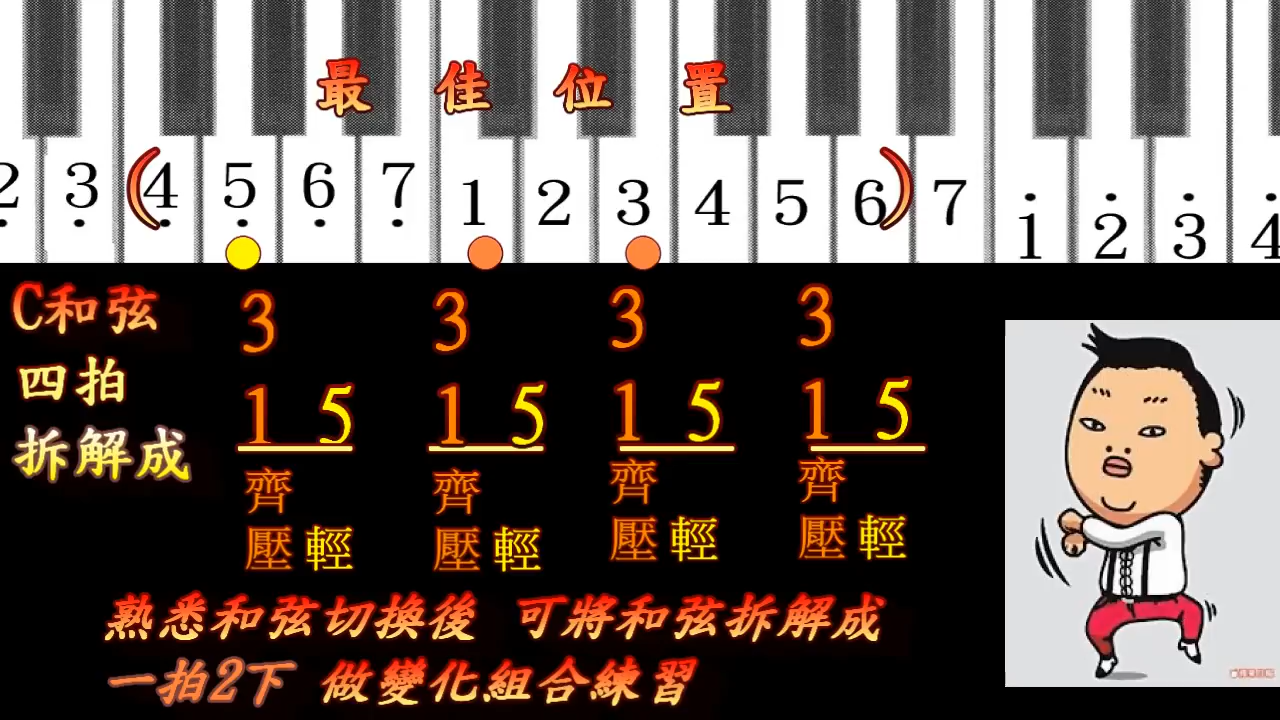 最佳位置
2 3 (4 5 6 7 1 2 3 4 5 6) 7 1 2 3 4
C和弦
四拍
拆解成
3 3 3 3
1 5 1 5 1 5 1 5
齊 齊 齊 齊
壓 輕 壓 輕 壓 輕 壓 輕
熟悉和弦切換後 可將和弦拆解成
一拍2下 做變化組合練習